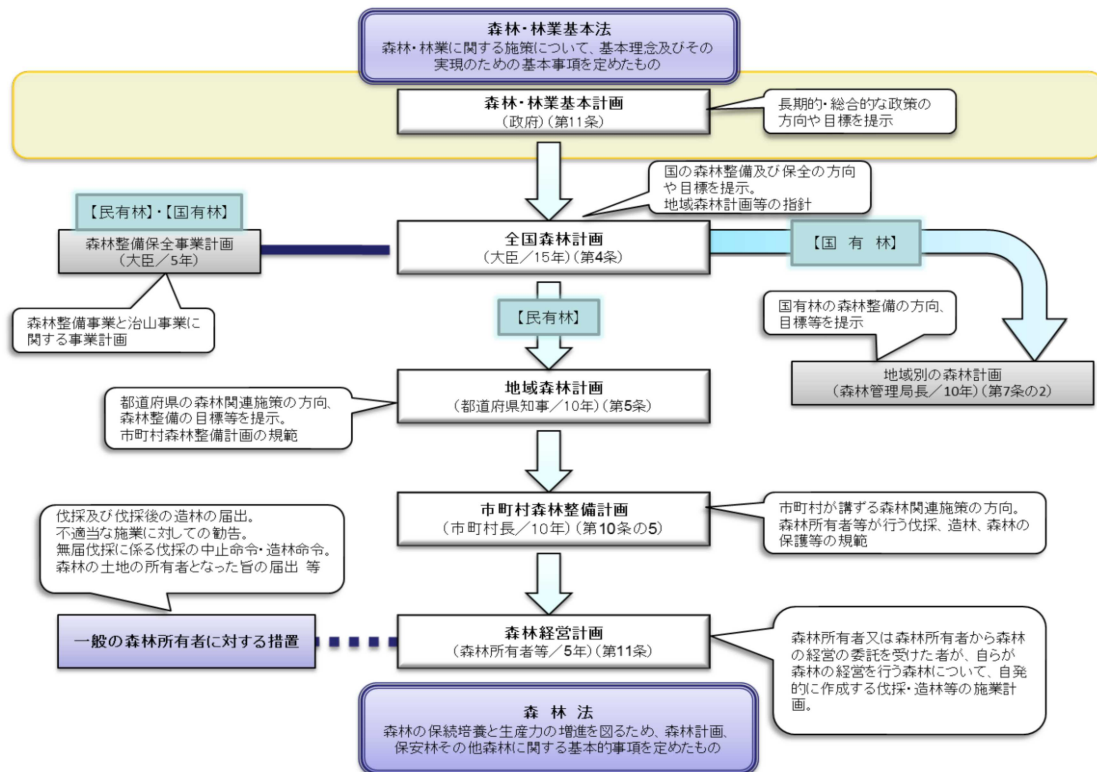 森林・林業基本法
森林・林業に関する施策について、基本理念及びその
実現のための基本事項を定めたもの
森林・林業基本計画
(政府)(第11条)
長期的・総合的な政策の
方向や目標を提示
国の森林整備及び保全の方向
や目標を提示。
地域森林計画等の指針
【民有林】・【国有林】
森林整備保全事業計画
(大臣／5年)
全国森林計画
(大臣／15年)(第4条)
【国 有 林】
森林整備事業と治山事業に
関する事業計画
【民有林】
国有林の森林整備の方向、
目標等を提示
地域別の森林計画
(森林管理局長／10年)(第7条の2)
地域森林計画
(都道府県知事／10年)(第5条)
都道府県の森林関連施策の方向、
森林整備の目標等を提示。
市町村森林整備計画の規範
市町村森林整備計画
(市町村長／10年)(第10条の5)
市町村が講ずる森林関連施策の方向。
森林所有者等が行う伐採、造林、森林の
保護等の規範
伐採及び伐採後の造林の届出。
不適当な施業に対しての勧告。
無届伐採に係る伐採の中止命令・造林命令。
森林の土地の所有者となった旨の届出 等
一般の森林所有者に対する措置
森林経営計画
(森林所有者等／5年)(第11条)
森林所有者又は森林所有者から森林
の経営の委託を受けた者が、自らが
森林の経営を行う森林について、自発
的に作成する伐採・造林等の施業計
画。
森 林 法
森林の保続培養と生産力の増進を図るため、森林計画、
保安林その他森林に関する基本的事項を定めたもの